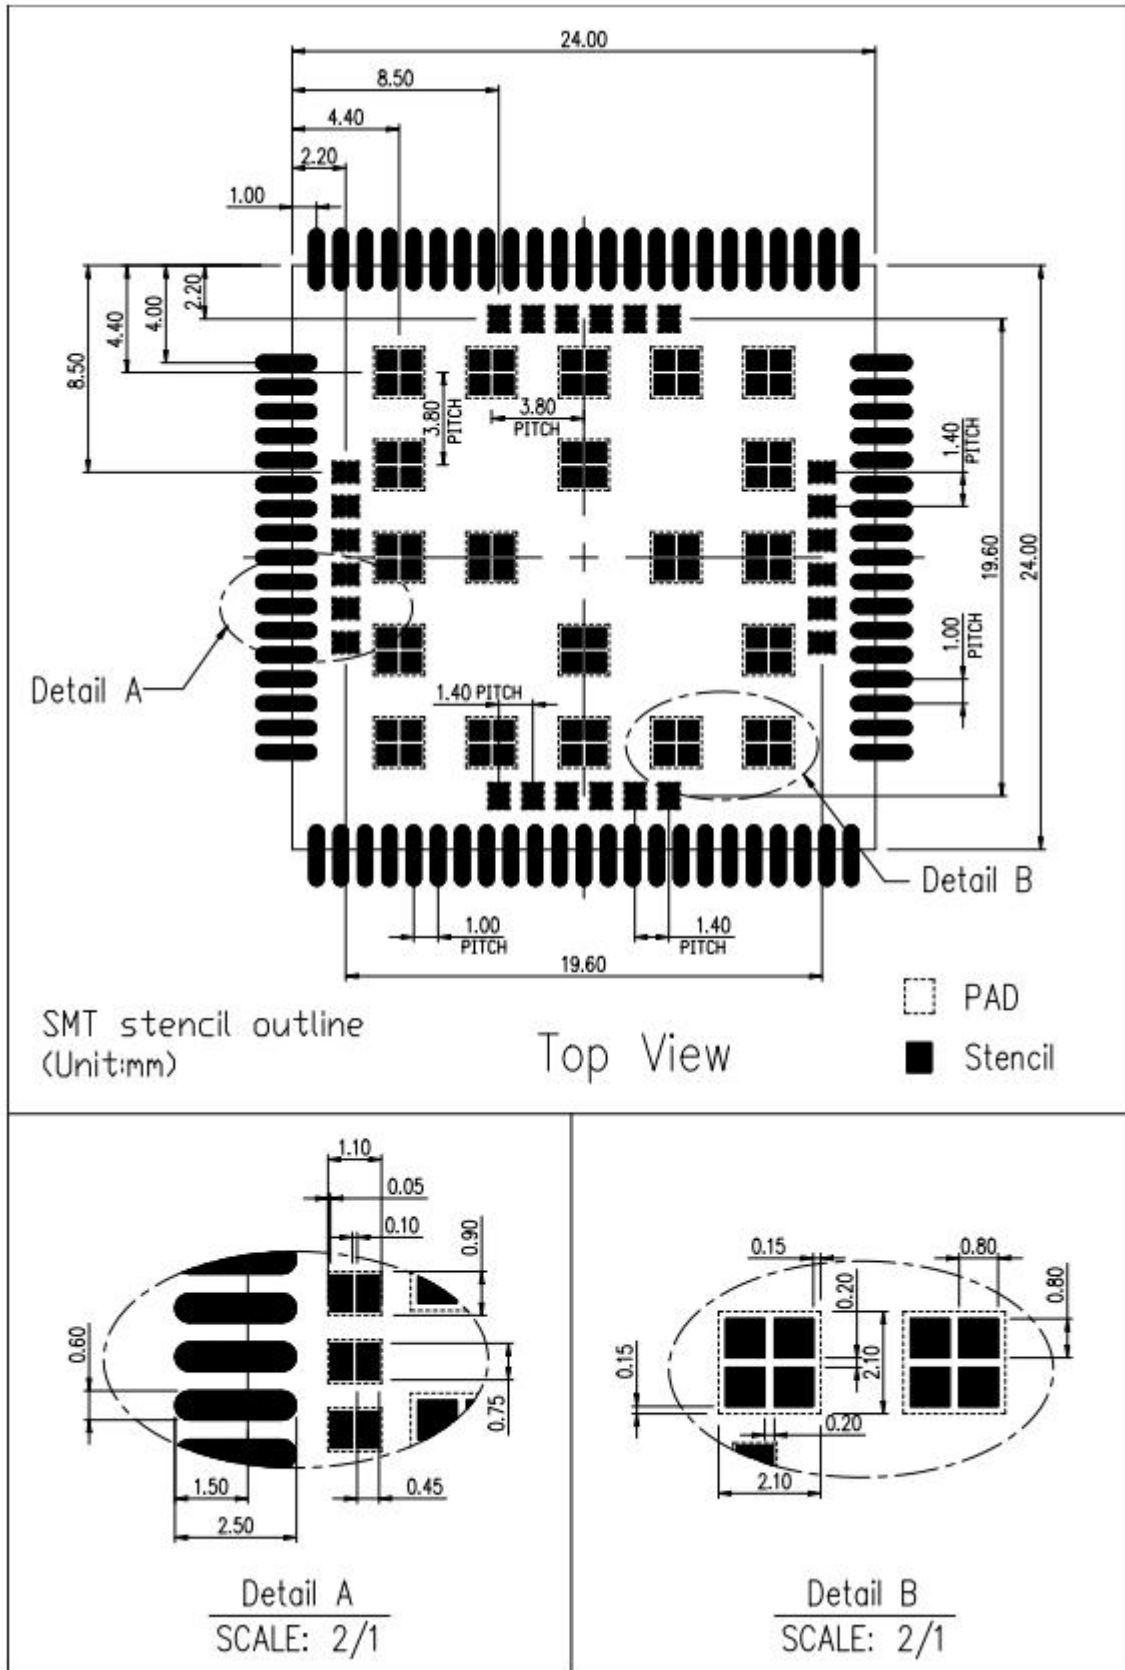 24.00
8.50
4.40
2.20
1.00
2.20
4.00
4.40
8.50
3.80
PITCH
3.80
PITCH
1.40
PITCH
19.60
24.00
1.00
PITCH
Detail A
1.40 PITCH
Detail B
1.00
PITCH
1.40
PITCH
19.60
SMT stencil outline
(Unit:mm)
Top View
PAD
Stencil
1.10
0.05
0.10
0.90
0.60
0.75
1.50
0.45
2.50
Detail A
SCALE: 2/1
0.15
0.20
0.80
0.80
0.15
2.10
0.20
2.10
Detail B
SCALE: 2/1